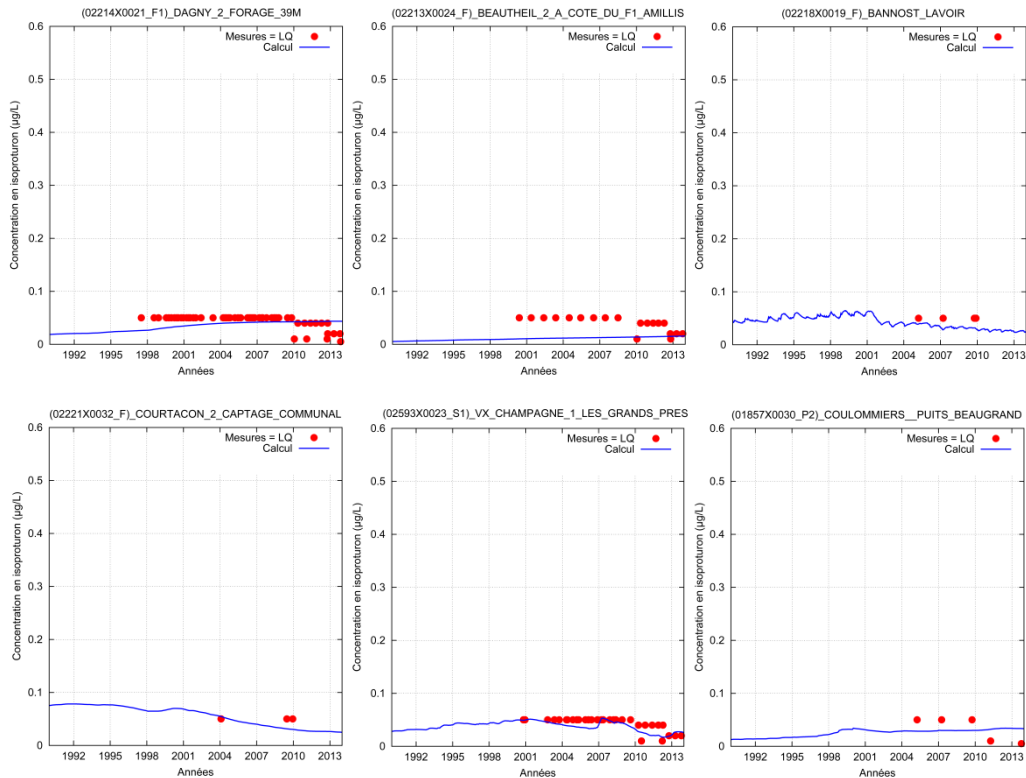 (02214X0021_F1)_DAGNY_2_FORAGE_39M
Mesures = LQ
Calcul
Concentration en isoproturon (µg/L)
0.6
0.5
0.4
0.3
0.2
0.1
0
1992 1995 1998 2001 2004 2007 2010 2013
Années
(02213X0024_F)_BEAUTHEIL_2_A_COTE_DU_F1_AMILLIS
Mesures = LQ
Calcul
Concentration en isoproturon (µg/L)
0.6
0.5
0.4
0.3
0.2
0.1
0
1992 1995 1998 2001 2004 2007 2010 2013
Années
(02218X0019_F)_BANNOST_LAVOIR
Mesures = LQ
Calcul
Concentration en isoproturon (µg/L)
0.6
0.5
0.4
0.3
0.2
0.1
0
1992 1995 1998 2001 2004 2007 2010 2013
Années
(02221X0032_F)_COURTACON_2_CAPTAGE_COMMUNAL
Mesures = LQ
Calcul
Concentration en isoproturon (µg/L)
0.6
0.5
0.4
0.3
0.2
0.1
0
1992 1995 1998 2001 2004 2007 2010 2013
Années
(02593X0023_S1)_VX_CHAMPAGNE_1_LES_GRANDS_PRES
Mesures = LQ
Calcul
Concentration en isoproturon (µg/L)
0.6
0.5
0.4
0.3
0.2
0.1
0
1992 1995 1998 2001 2004 2007 2010 2013
Années
(01857X0030_P2)_COULOMMIERS__PUITS_BEAUGRAND
Mesures = LQ
Calcul
Concentration en isoproturon (µg/L)
0.6
0.5
0.4
0.3
0.2
0.1
0
1992 1995 1998 2001 2004 2007 2010 2013
Années